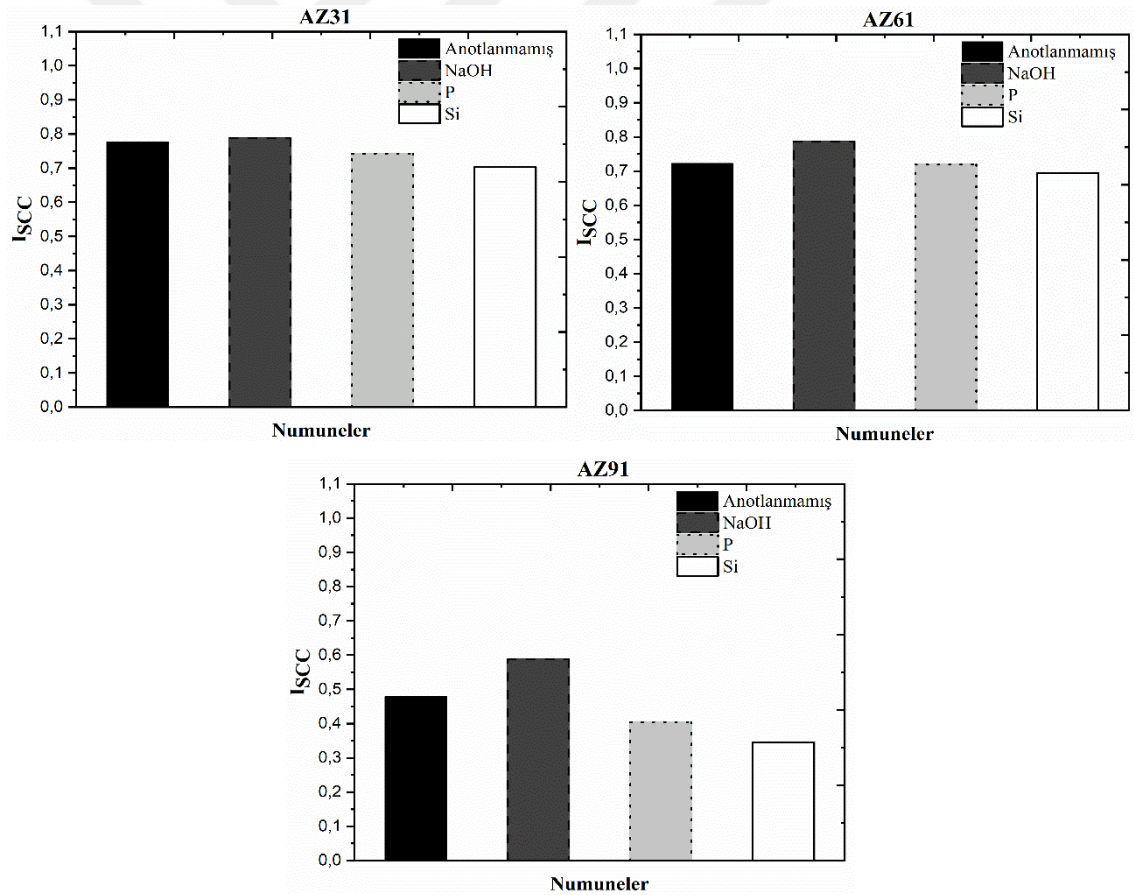 AZ31
1,1
1,0
0,9
0,8
0,7
0,6
0,5
0,4
0,3
0,2
0,1
0,0
ISCC
Anotlanmamış
NaOH
P
Si
Numuneler
AZ61
1,1
1,0
0,9
0,8
0,7
0,6
0,5
0,4
0,3
0,2
0,1
0,0
ISCC
Anotlanmamış
NaOH
P
Si
Numuneler
AZ91
1,1
1,0
0,9
0,8
0,7
0,6
0,5
0,4
0,3
0,2
0,1
0,0
ISCC
Anotlanmamış
NaOH
P
Si
Numuneler